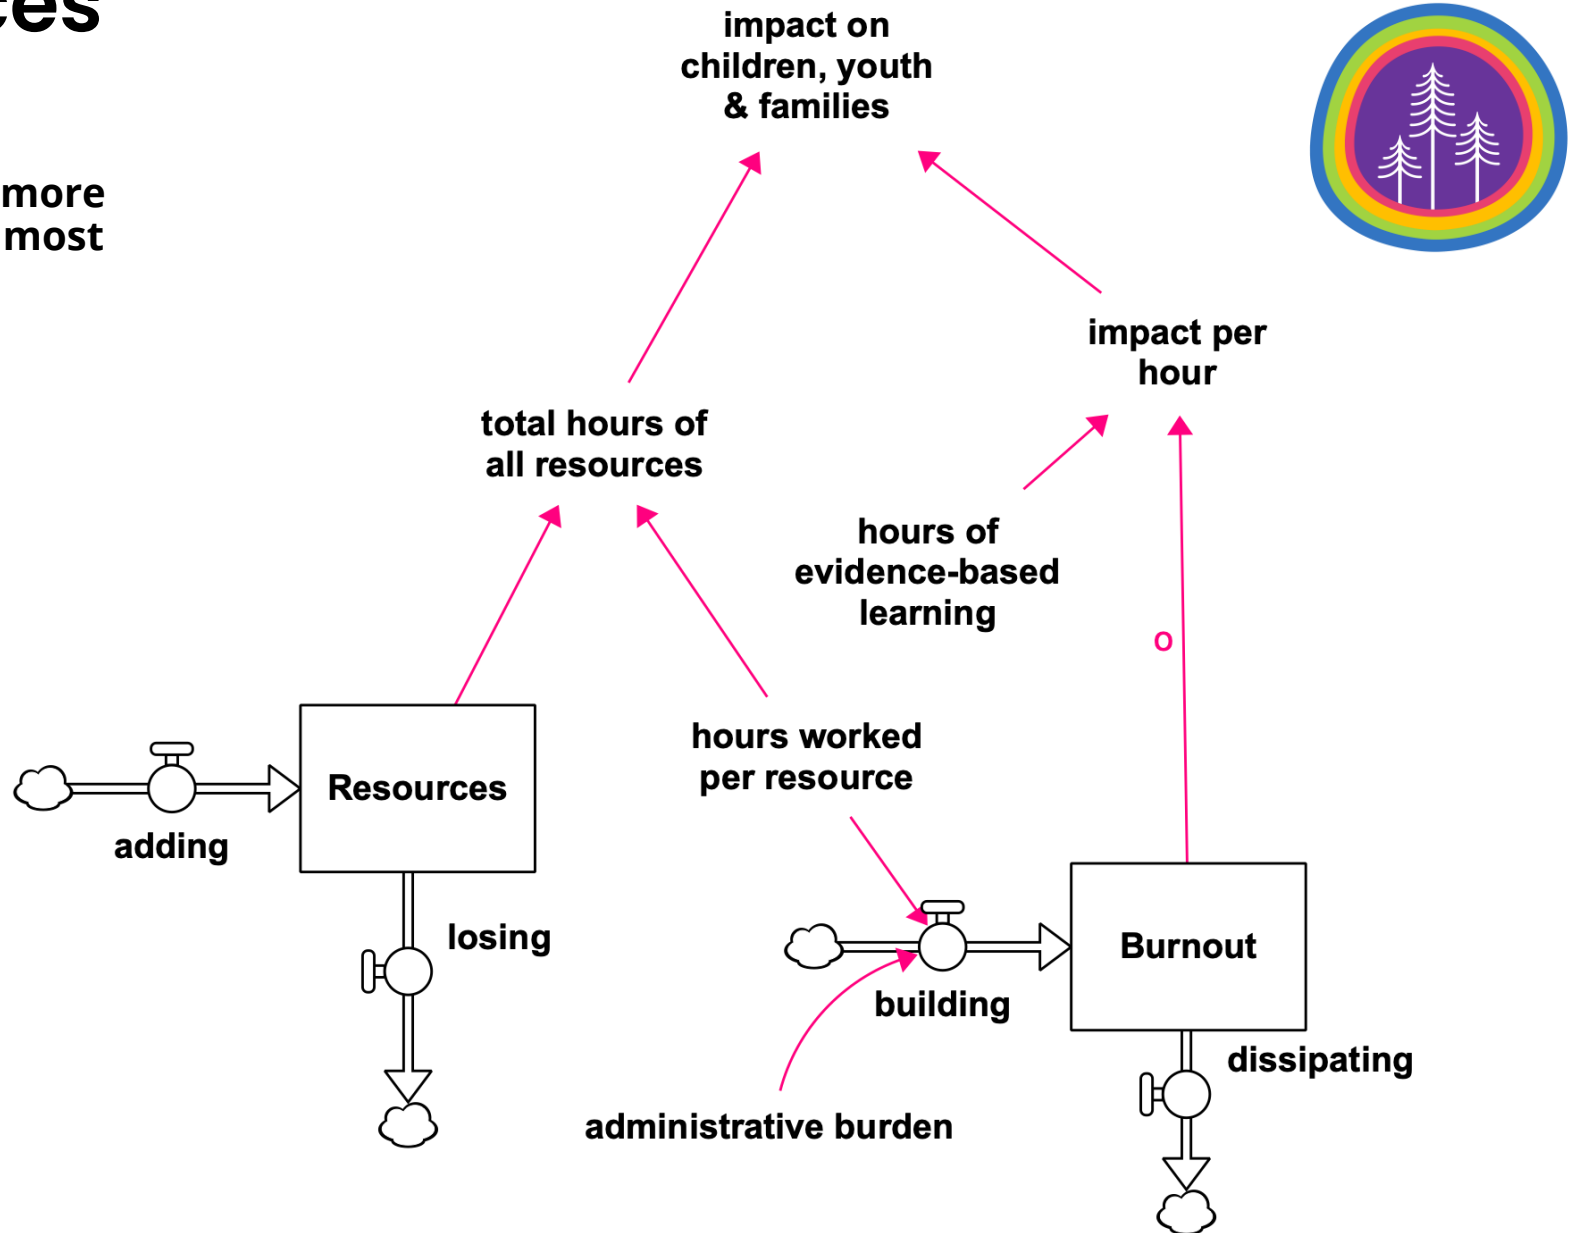 impact on
children, youth
& families
more
most
impact per
hour
total hours of
all resources
hours of
evidence-based
learning
hours worked
per resource
Resources
adding
losing
Burnout
building
dissipating
administrative burden
o